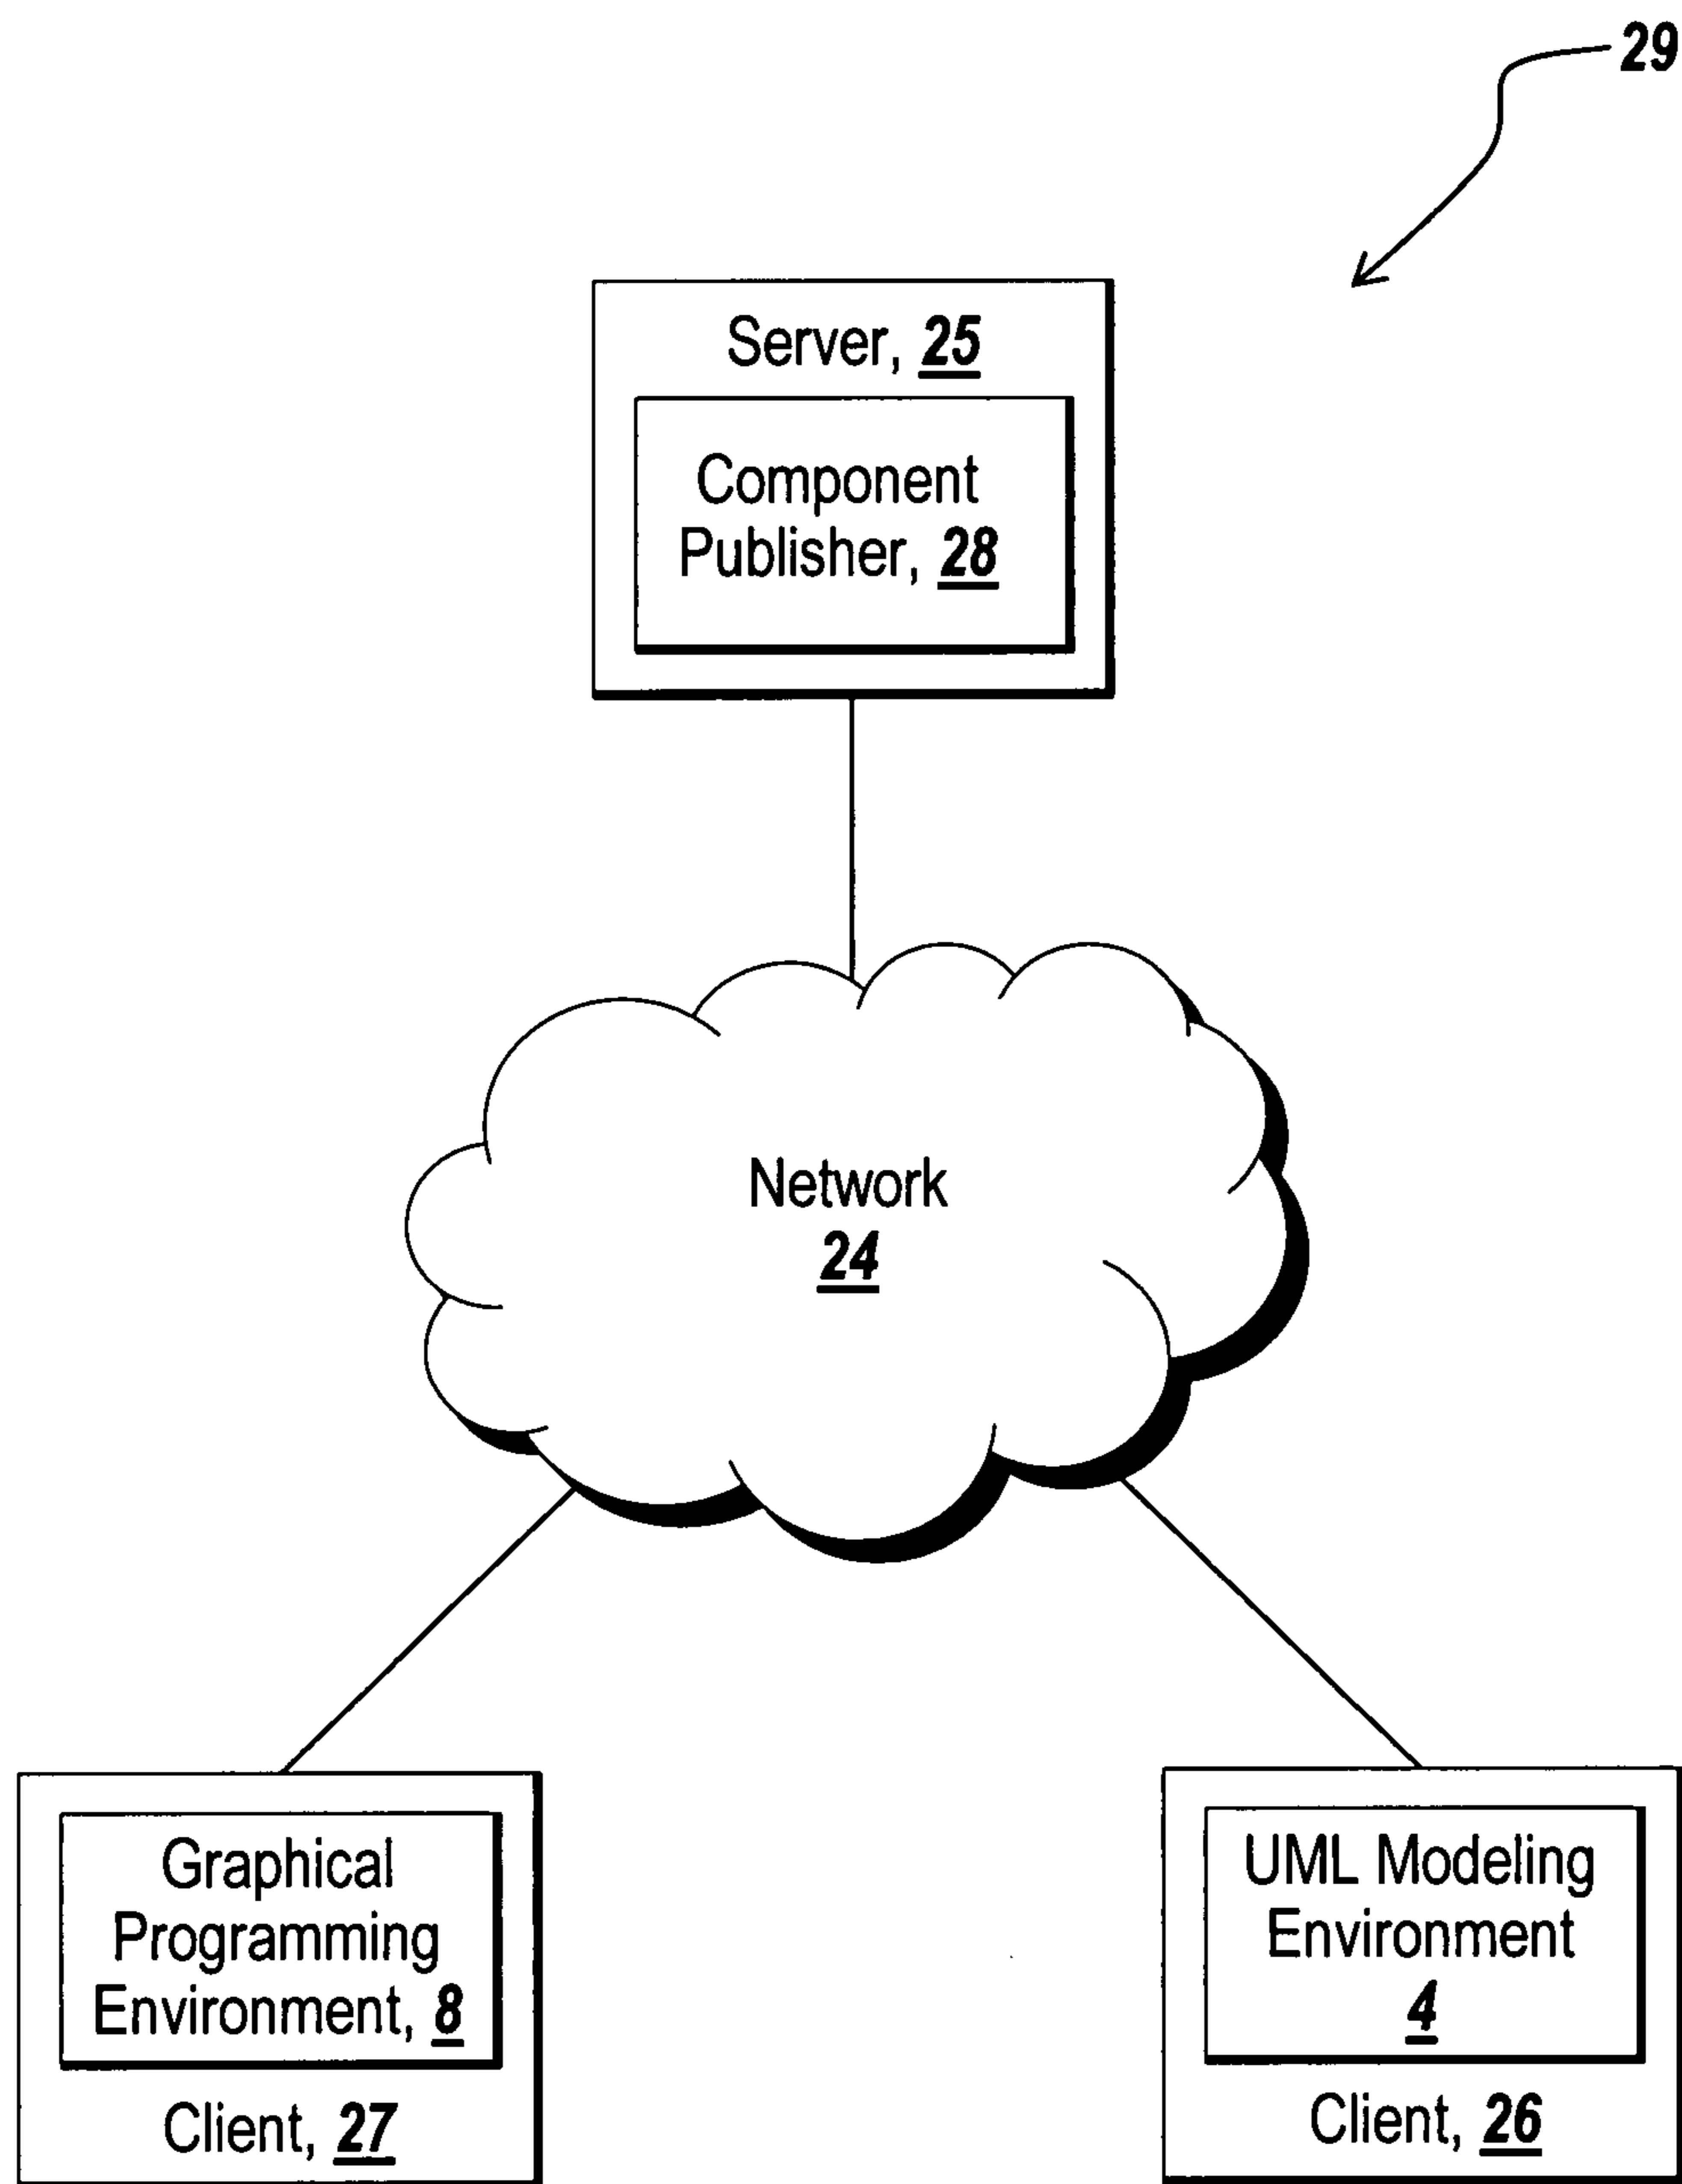 29
Server, 25
Component
Publisher, 28
Network
24
Graphical
Programming
Environment, 8
Client, 27
UML Modeling
Environment
4
Client, 26